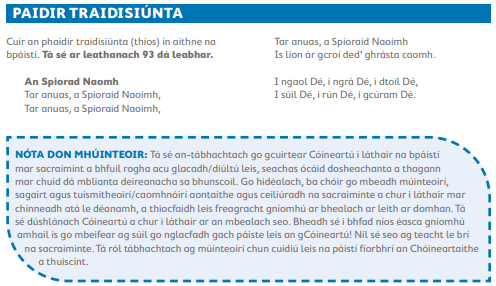 PAIDIR TRAIDISIÚNTA
Cuir an phaidir thraidisiúnta (thíos) in aithne na
bpáistí. Tá sé ar leathanach 93 dá leabhar.
An Spiorad Naomh
Tar anuas, a Spioraid Naoimh,
Tar anuas, a Spioraid Naoimh,
Tar anuas, a Spioraid Naoimh
Is líon ár gcroí ded' ghrásta caomh.
I ngaol Dé, i ngrá Dé, i dtoil Dé,
I súil Dé, i rún Dé, i gcúram Dé.
NÓTA DON MHÚINTEOIR: Tá sé an-tábhachtach go gcuirtear Cóineartú i láthair na bpáistí
mar sacraimint a bhfuil rogha acu glacadh/diúltú leis, seachas ócáid dosheachanta a thagann
mar chuid dá mblianta deireanacha sa bhunscoil. Go hidéalach, ba chóir go mbeadh múinteoirí,
sagairt agus tuismitheoirí/caomhnóirí aontaithe agus ceiliúradh na sacraiminte a chur i láthair mar
chinneadh atá le déanamh, a thiocfaidh leis freagracht gníomhú ar bhealach ar leith ar domhan. Tá
sé dúshlánach Cóineartú a chur i láthair ar an mbealach seo. Bheadh sé i bhfad níos éasca gníomhú
amhail is go mbeifear ag súil go nglacfadh gach páiste leis an gCóineartú! Níl sé seo ag teacht le brí
na sacraiminte. Tá ról tábhachtach ag múinteoirí chun cuidiú leis na páistí fíorbhrí an Chóineartaithe
a thuiscint.